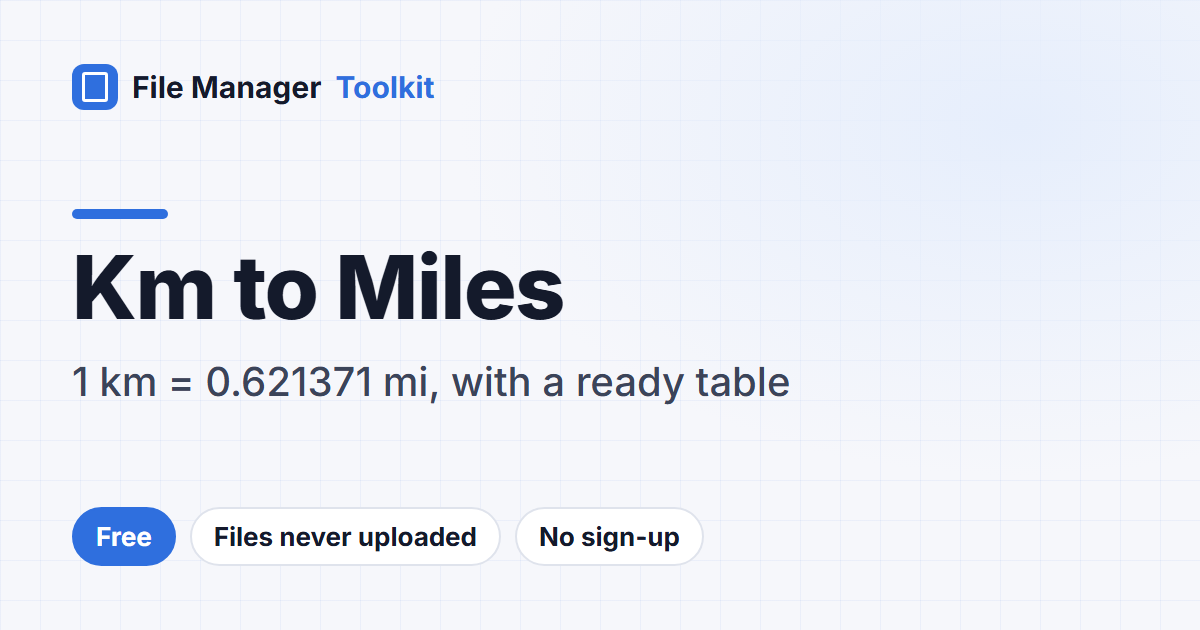 File Manager Toolkit
Km to Miles
1 km = 0.621371 mi, with a ready table
Free
Files never uploaded
No sign-up